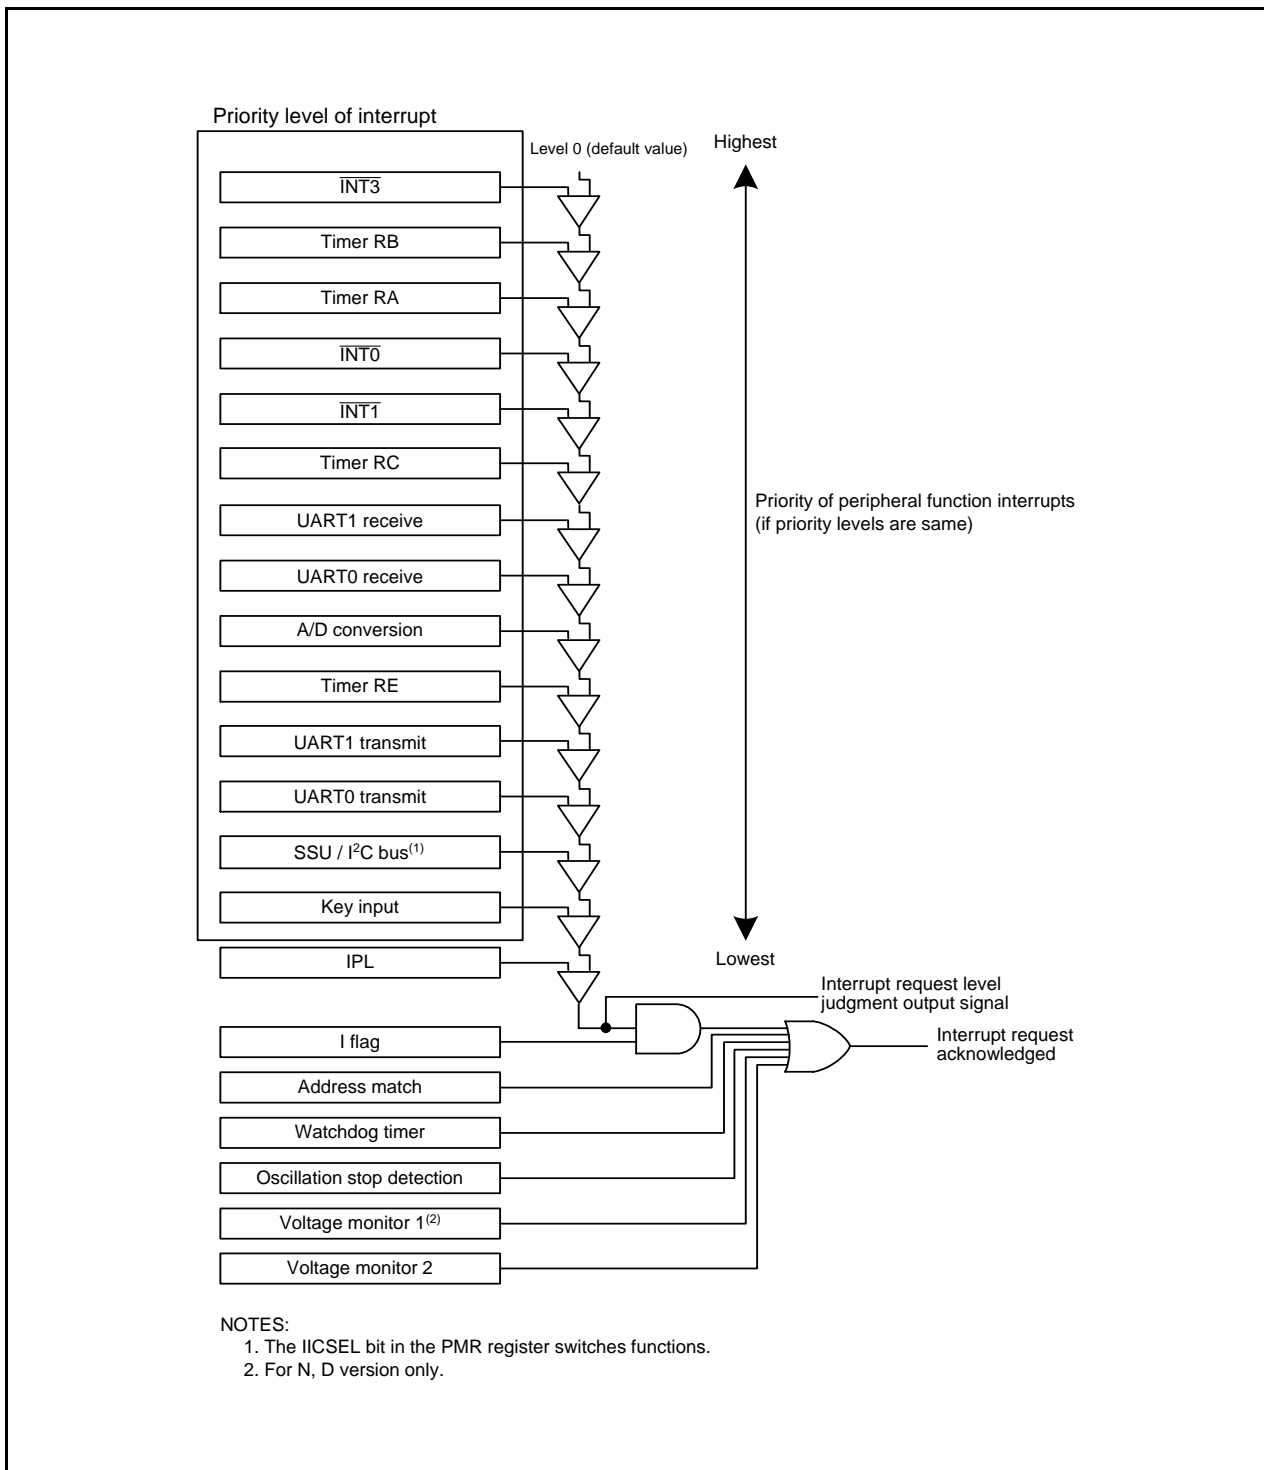 Priority level of interrupt
Level 0 (default value)
Highest
INT3
Timer RB
Timer RA
INT0
INT1
Timer RC
Priority of peripheral function interrupts
(if priority levels are same)
UART1 receive
UART0 receive
A/D conversion
Timer RE
UART1 transmit
UART0 transmit
SSU / I²C bus(1)
Key input
Lowest
IPL
Interrupt request level
judgment output signal
I flag
Interrupt request
acknowledged
Address match
Watchdog timer
Oscillation stop detection
Voltage monitor 1(2)
Voltage monitor 2
NOTES:
1. The IICSEL bit in the PMR register switches functions.
2. For N, D version only.